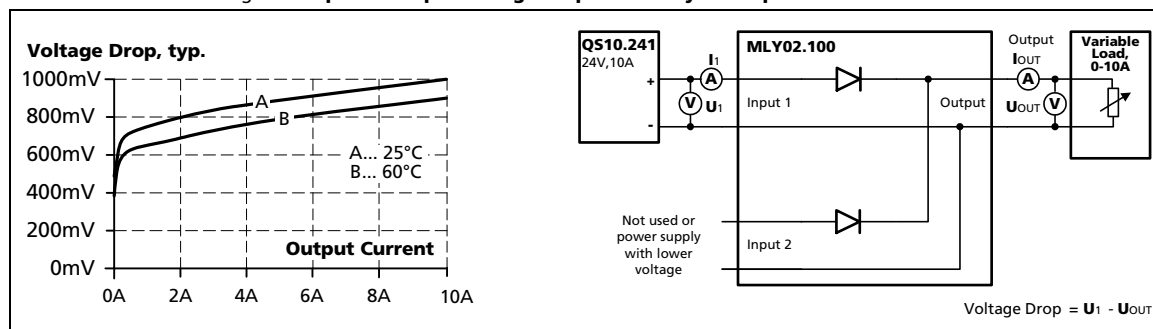 Voltage Drop, typ.
1000mV
800mV
600mV
400mV
200mV
0mV
A
B
A... 25°C
B... 60°C
Output Current
0A 2A 4A 6A 8A 10A
QS10.241
24V,10A
+
-
I1
A
V U1
MLY02.100
Input 1
Output
Input 2
Not used or
power supply
with lower
voltage
Output
IOUT
A
UOUT V
Variable
Load,
0-10A
Voltage Drop = U1 - UOUT